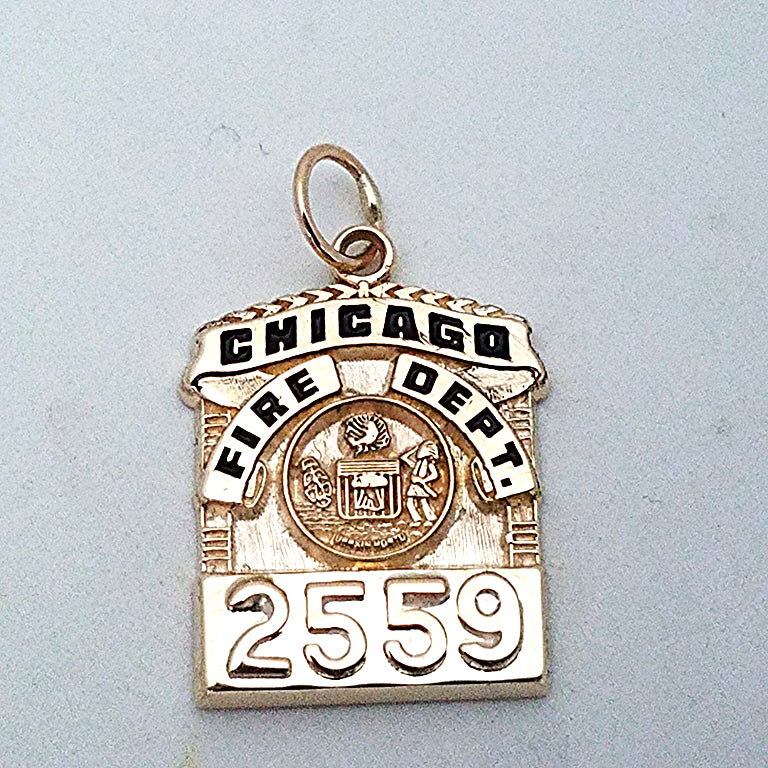 CHICAGO
FIRE DEPT.
2559